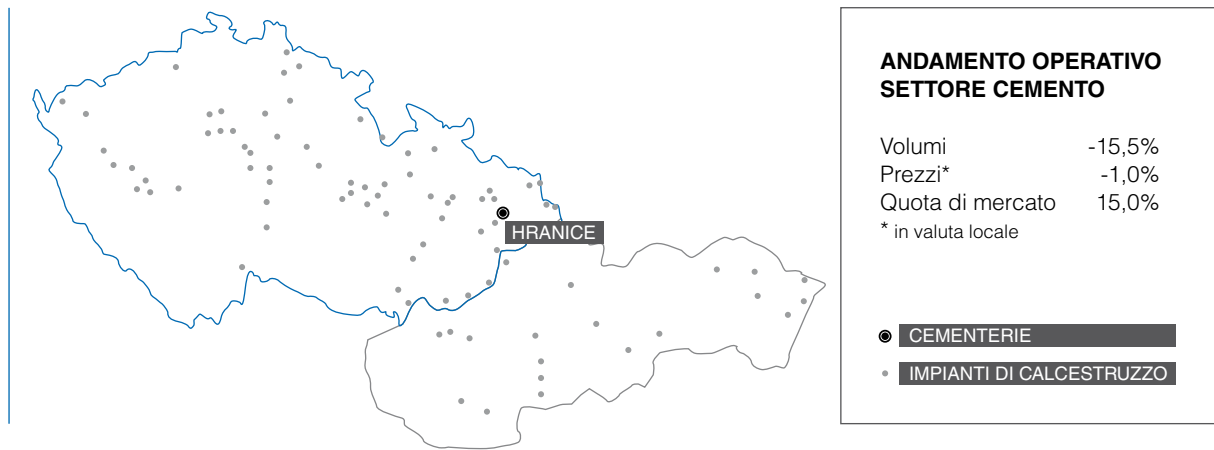 HRANICE
ANDAMENTO OPERATIVO
SETTORE CEMENTO
Volumi -15,5%
Prezzi* -1,0%
Quota di mercato 15,0%
* in valuta locale
CEMENTERIE
IMPIANTI DI CALCESTRUZZO